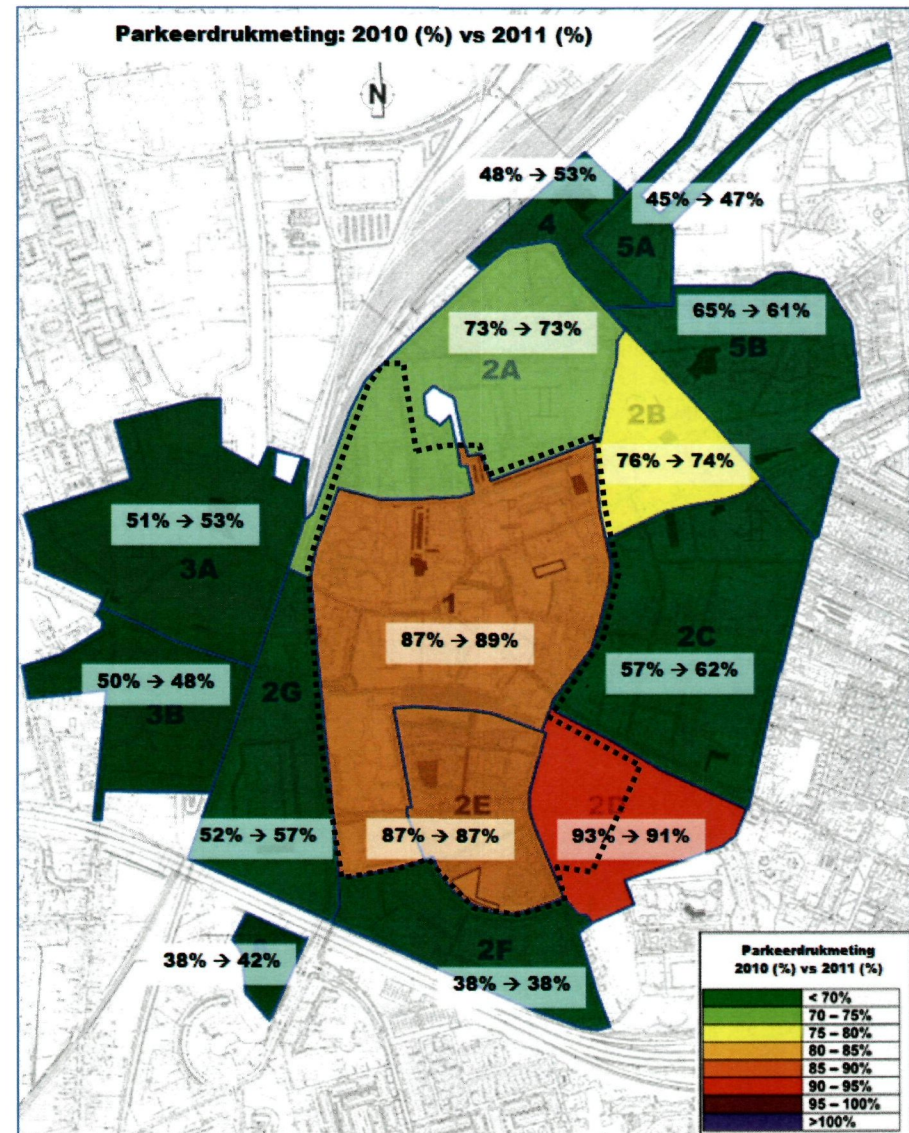 Parkeerdrukmeting: 2010 (%) vs 2011 (%)
N
48% → 53%
4
45% → 47%
5A
65% → 61%
5B
73% → 73%
2A
2B
76% → 74%
51% → 53%
3A
1
87% → 89%
2C
57% → 62%
50% → 48%
3B
2G
2E
2D
52% → 57%
87% → 87%
93% → 91%
38% → 42%
2F
38% → 38%
Parkeerdrukmeting
2010 (%) vs 2011 (%)
< 70%
70 – 75%
75 – 80%
80 – 85%
85 – 90%
90 – 95%
95 – 100%
>100%